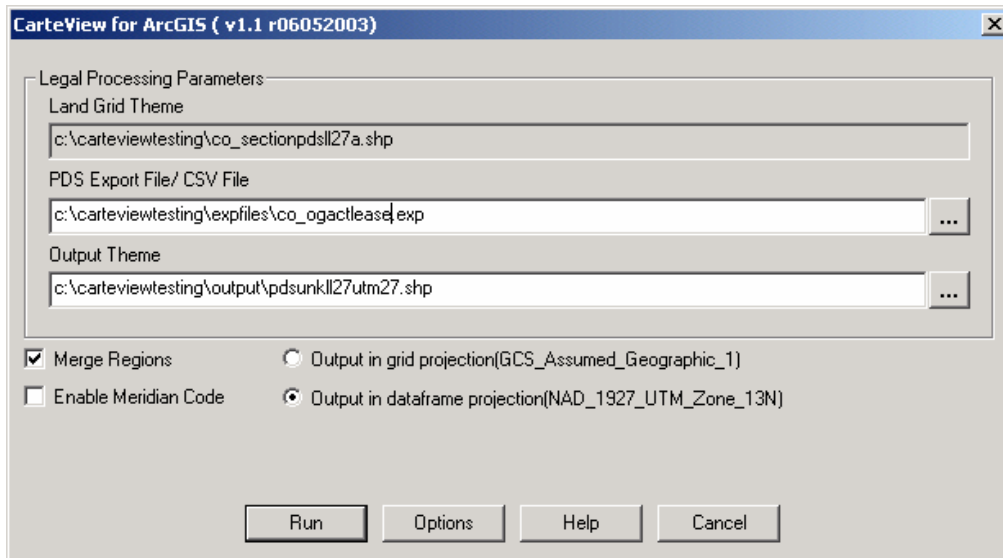 CarteView for ArcGIS ( v1.1 r06052003)
Legal Processing Parameters
Land Grid Theme
c:\carteviewtesting\co_sectionpdsll27a.shp
PDS Export File/ CSV File
c:\carteviewtesting\expfiles\co_ogactlease.exp
...
Output Theme
c:\carteviewtesting\output\pdsunkll27utm27.shp
...
Merge Regions
Output in grid projection(GCS_Assumed_Geographic_1)
Enable Meridian Code
Output in dataframe projection(NAD_1927_UTM_Zone_13N)
Run
Options
Help
Cancel